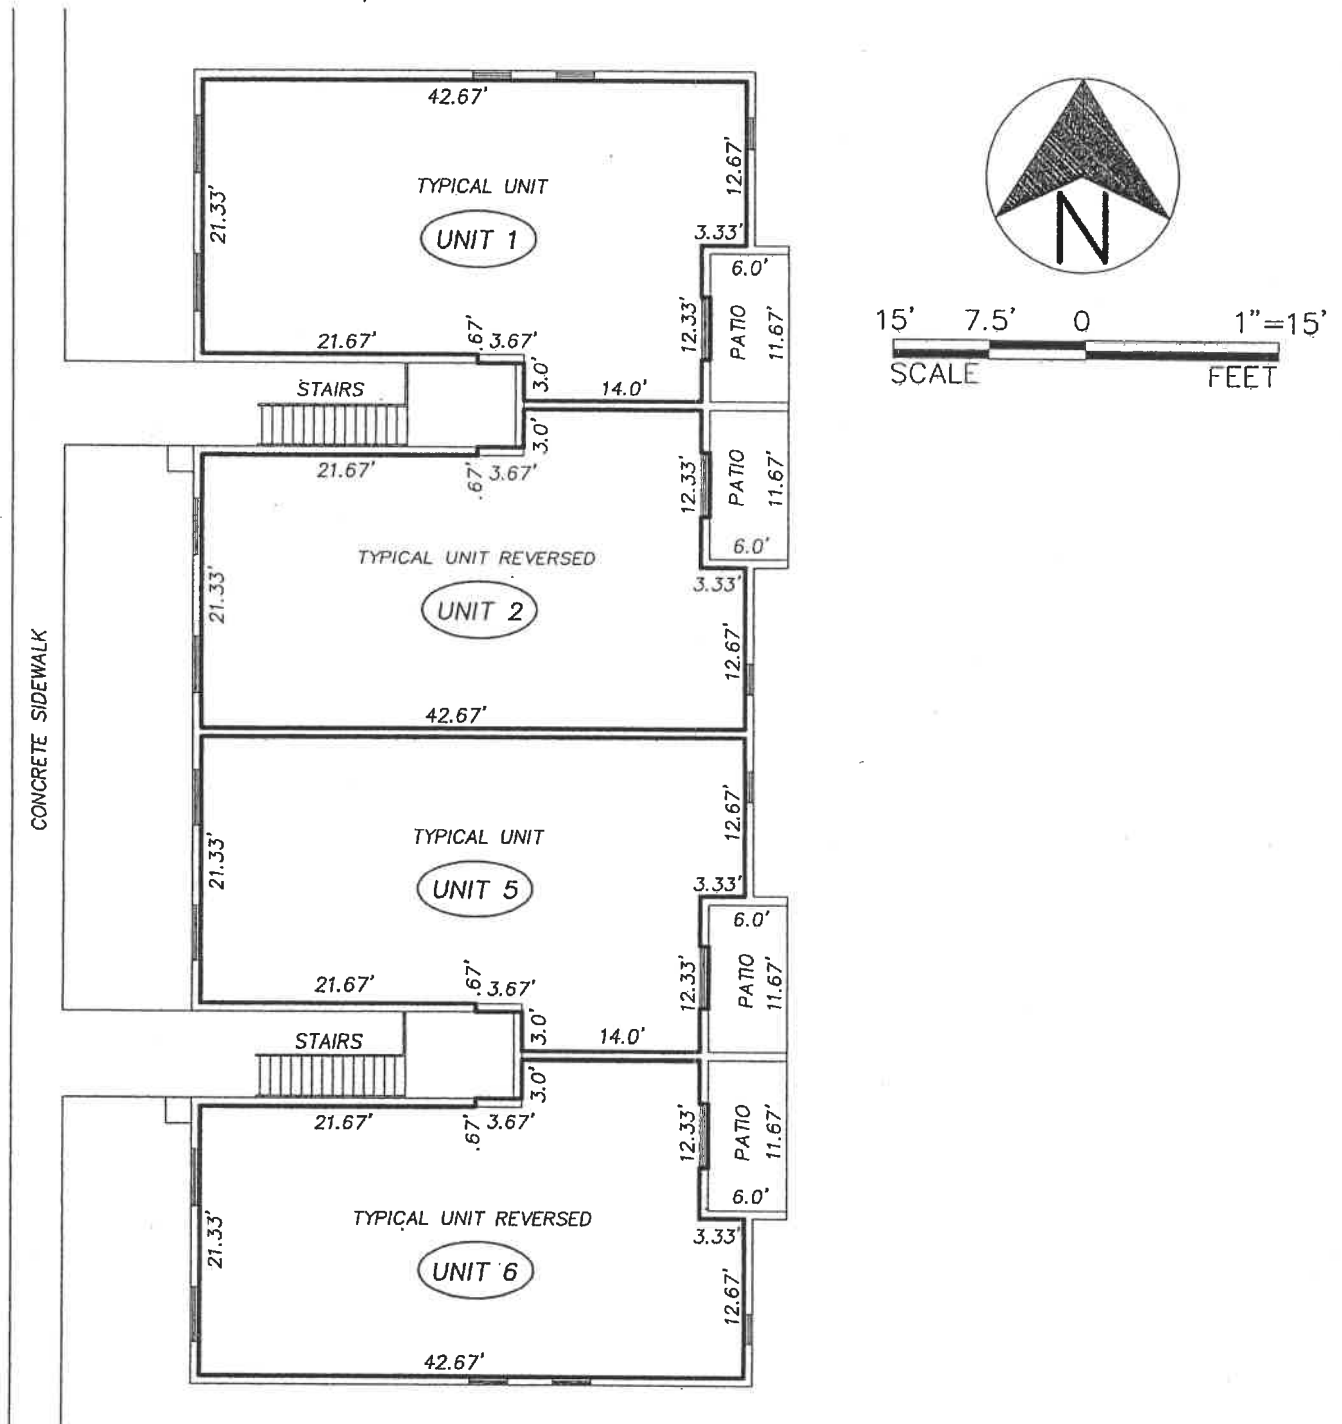 42.67'
12.67'
TYPICAL UNIT
21.33'
UNIT 1
3.33'
6.0'
12.33'
PATIO
11.67'
21.67'
.67'
3.67'
3.0'
14.0'
STAIRS
3.0'
21.67'
.67'
3.67'
12.33'
PATIO
11.67'
6.0'
TYPICAL UNIT REVERSED
3.33'
21.33'
UNIT 2
12.67'
42.67'
CONCRETE SIDEWALK
12.67'
TYPICAL UNIT
21.33'
UNIT 5
3.33'
6.0'
12.33'
PATIO
11.67'
21.67'
.67'
3.67'
3.0'
14.0'
STAIRS
3.0'
21.67'
.67'
3.67'
12.33'
PATIO
11.67'
6.0'
TYPICAL UNIT REVERSED
3.33'
21.33'
UNIT 6
12.67'
42.67'
N
15' 7.5' 0 1"=15'
SCALE FEET